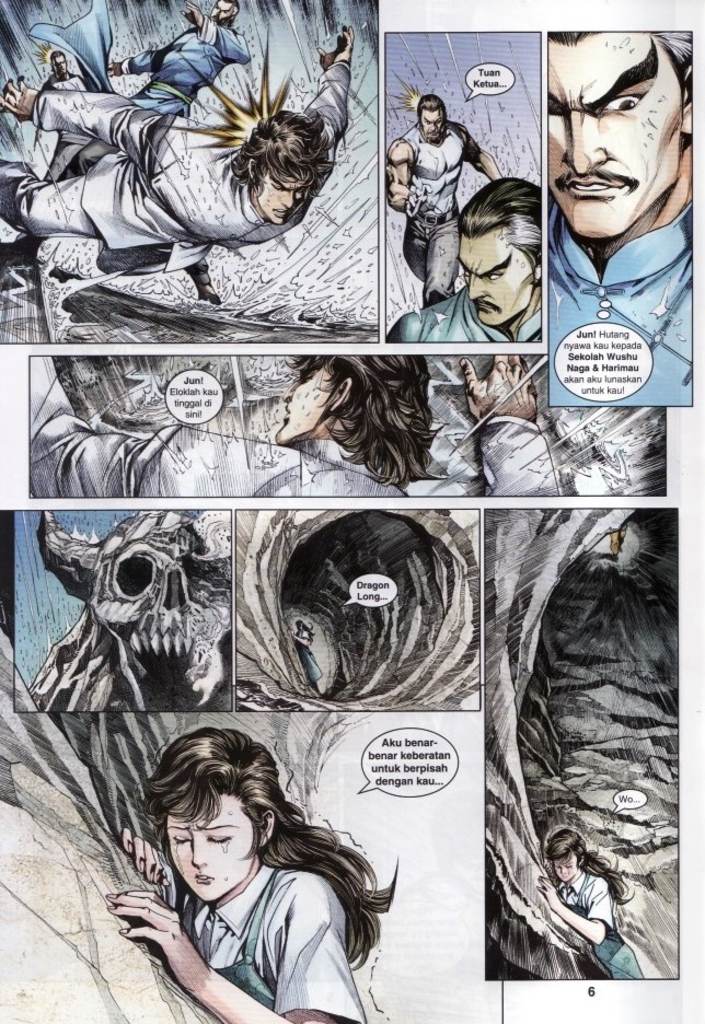 Tuan
Ketua...
Jun! Hutang
nyawa kau kepada
Sekolah Wushu
Naga & Harimau
akan aku lunaskan
untuk kau!
Jun!
Eloklah kau
tinggal di
sini!
Dragon
Long...
Aku benar-
benar keberatan
untuk berpisah
dengan kau...
Wo...
6